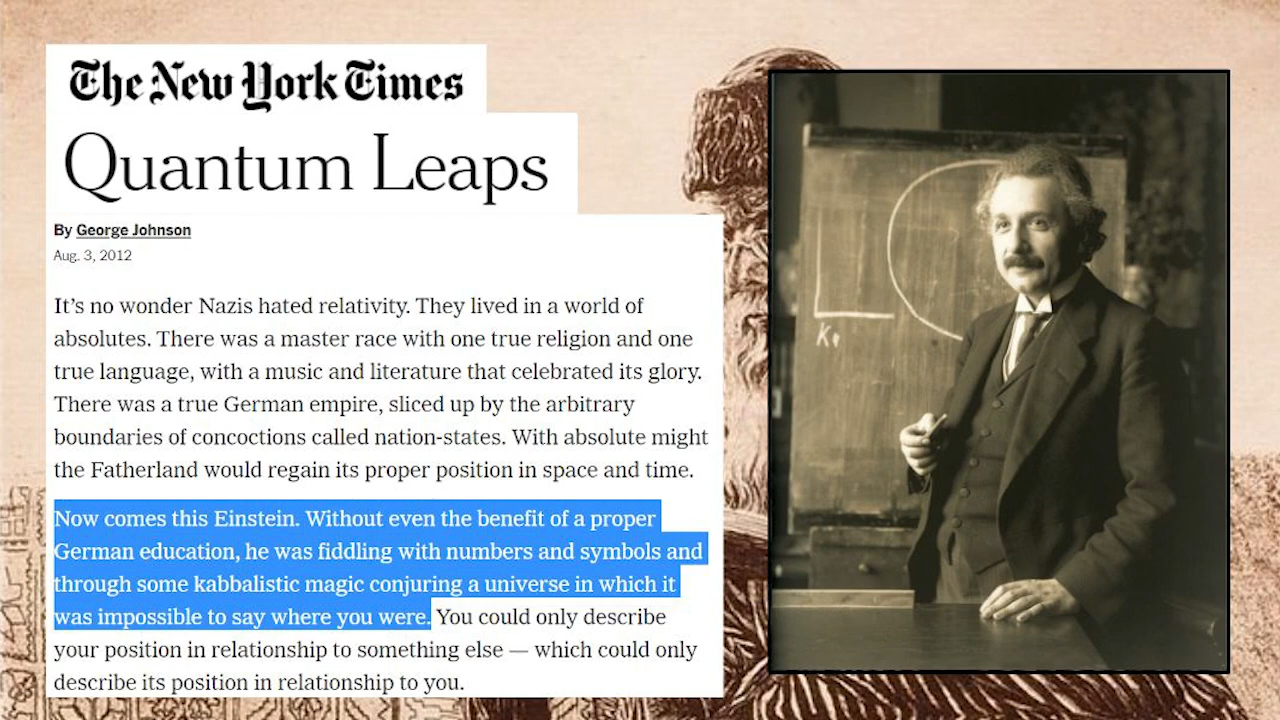 The New York Times
Quantum Leaps
By George Johnson
Aug. 3, 2012
It’s no wonder Nazis hated relativity. They lived in a world of
absolutes. There was a master race with one true religion and one
true language, with a music and literature that celebrated its glory.
There was a true German empire, sliced up by the arbitrary
boundaries of concoctions called nation-states. With absolute might
the Fatherland would regain its proper position in space and time.
Now comes this Einstein. Without even the benefit of a proper
German education, he was fiddling with numbers and symbols and
through some kabbalistic magic conjuring a universe in which it
was impossible to say where you were. You could only describe
your position in relationship to something else — which could only
describe its position in relationship to you.